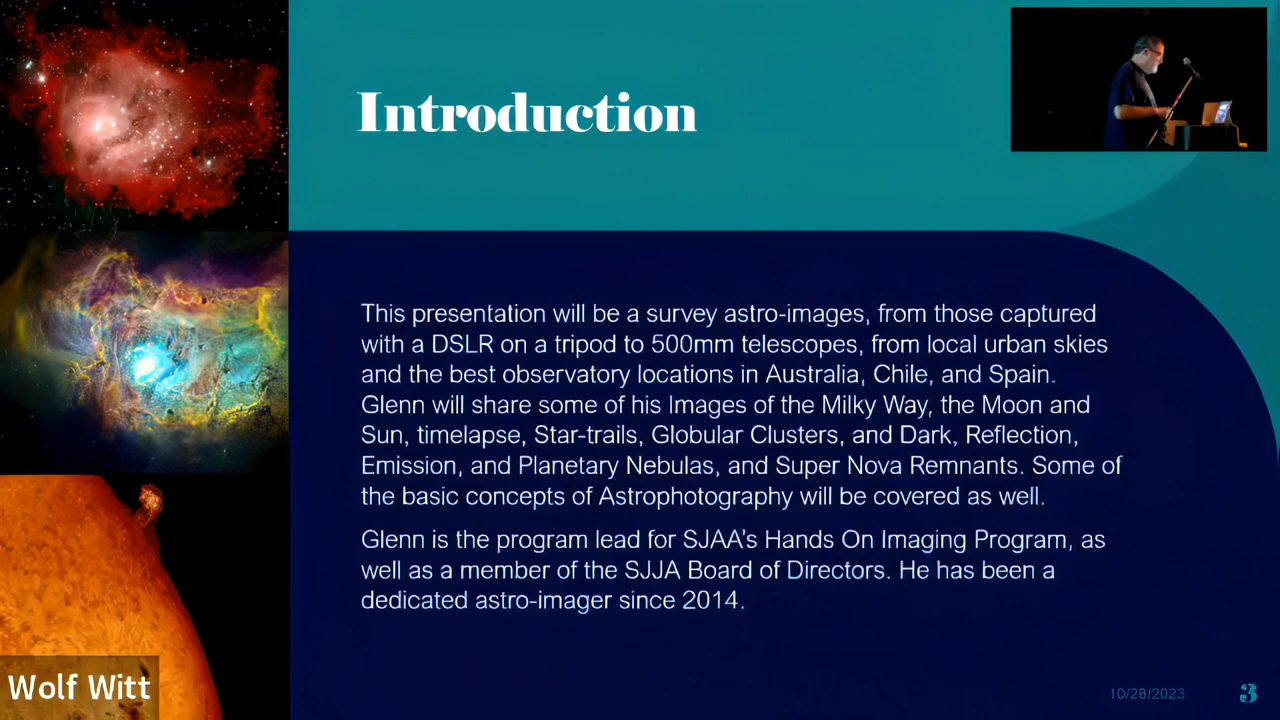 Introduction
This presentation will be a survey astro-images, from those captured
with a DSLR on a tripod to 500mm telescopes, from local urban skies
and the best observatory locations in Australia, Chile, and Spain.
Glenn will share some of his Images of the Milky Way, the Moon and
Sun, timelapse, Star-trails, Globular Clusters, and Dark, Reflection,
Emission, and Planetary Nebulas, and Super Nova Remnants. Some of
the basic concepts of Astrophotography will be covered as well.
Glenn is the program lead for SJAA's Hands On Imaging Program, as
well as a member of the SJJA Board of Directors. He has been a
dedicated astro-imager since 2014.
Wolf Witt
10/28/2023
3